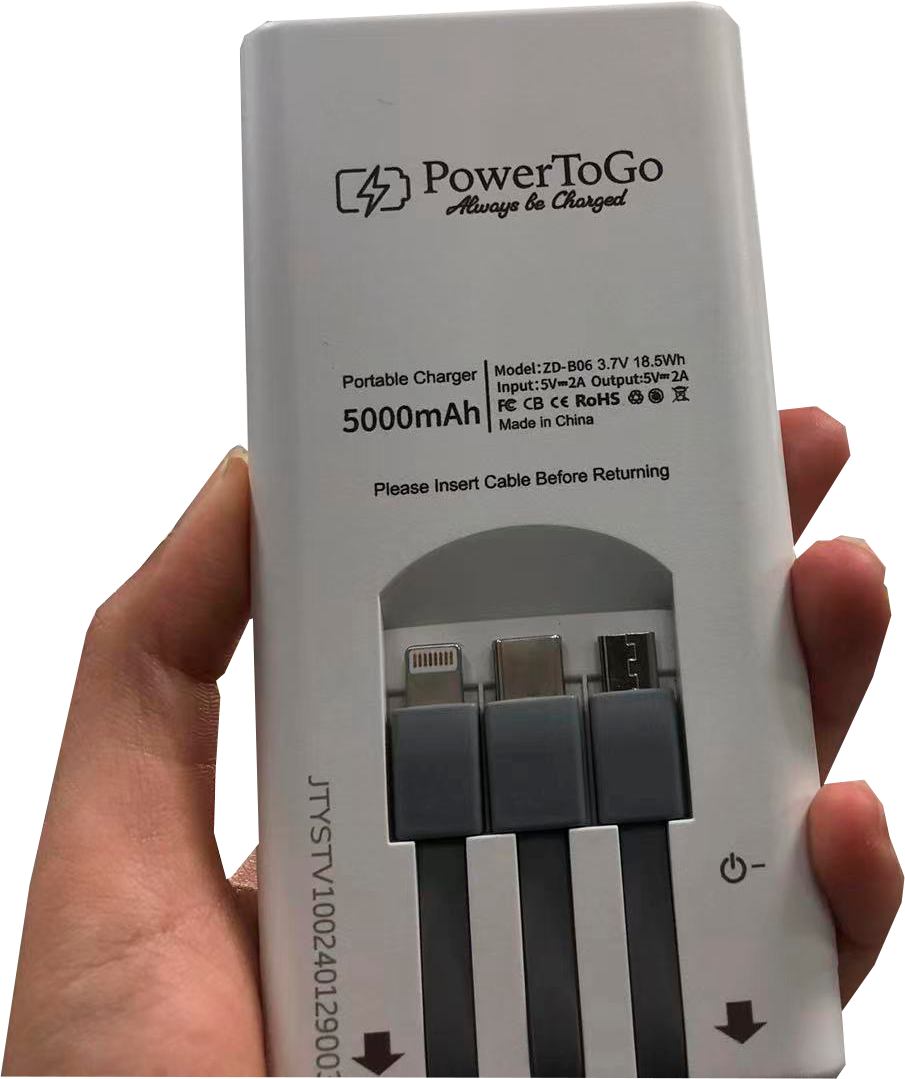 PowerToGo
Always be Charged
Portable Charger
5000mAh
Model:ZD-B06 3.7V 18.5Wh
Input:5V⎓2A Output:5V⎓2A
FC CB CE RoHS
Made in China
Please Insert Cable Before Returning
JTYSTV1002401129003